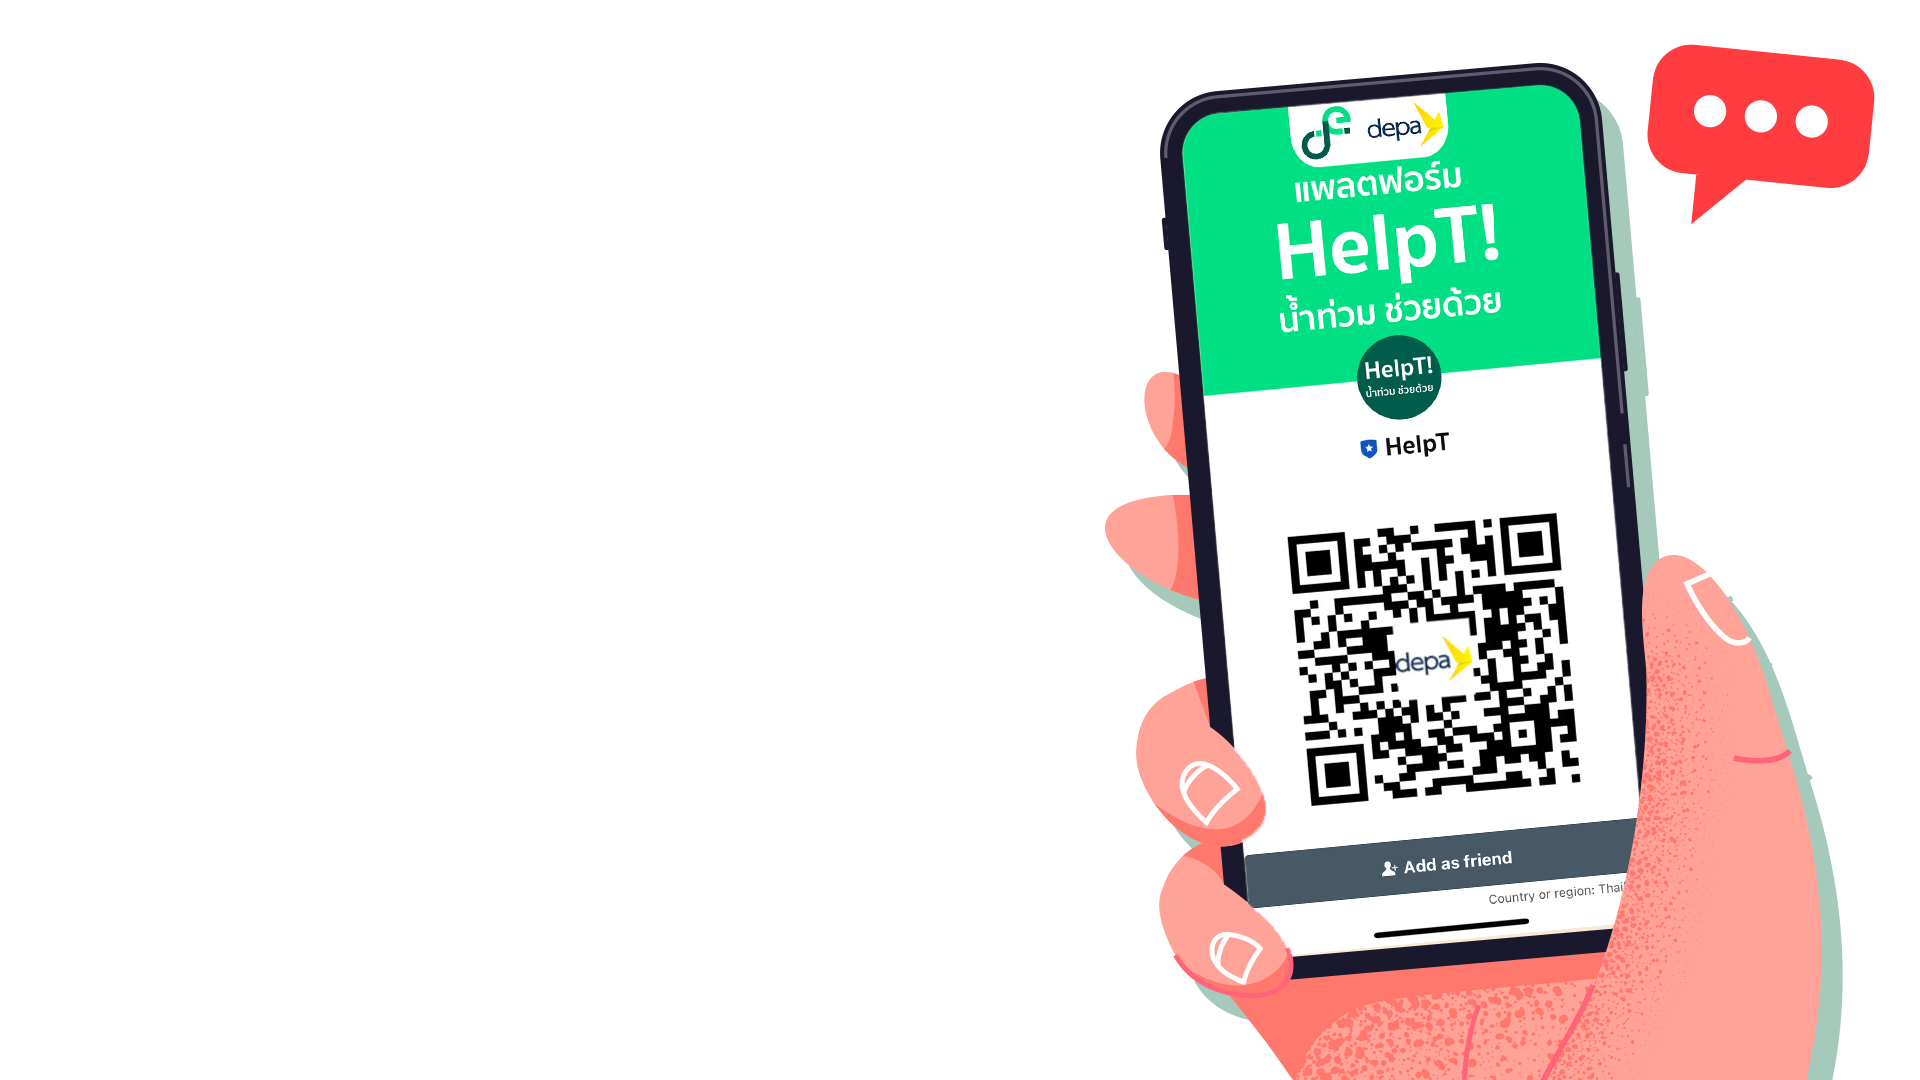 de depa
แพลตฟอร์ม
HelpT!
น้ำท่วม ช่วยด้วย
HelpT!
น้ำท่วม ช่วยด้วย
HelpT
depa
Add as friend
Country or region: Thai